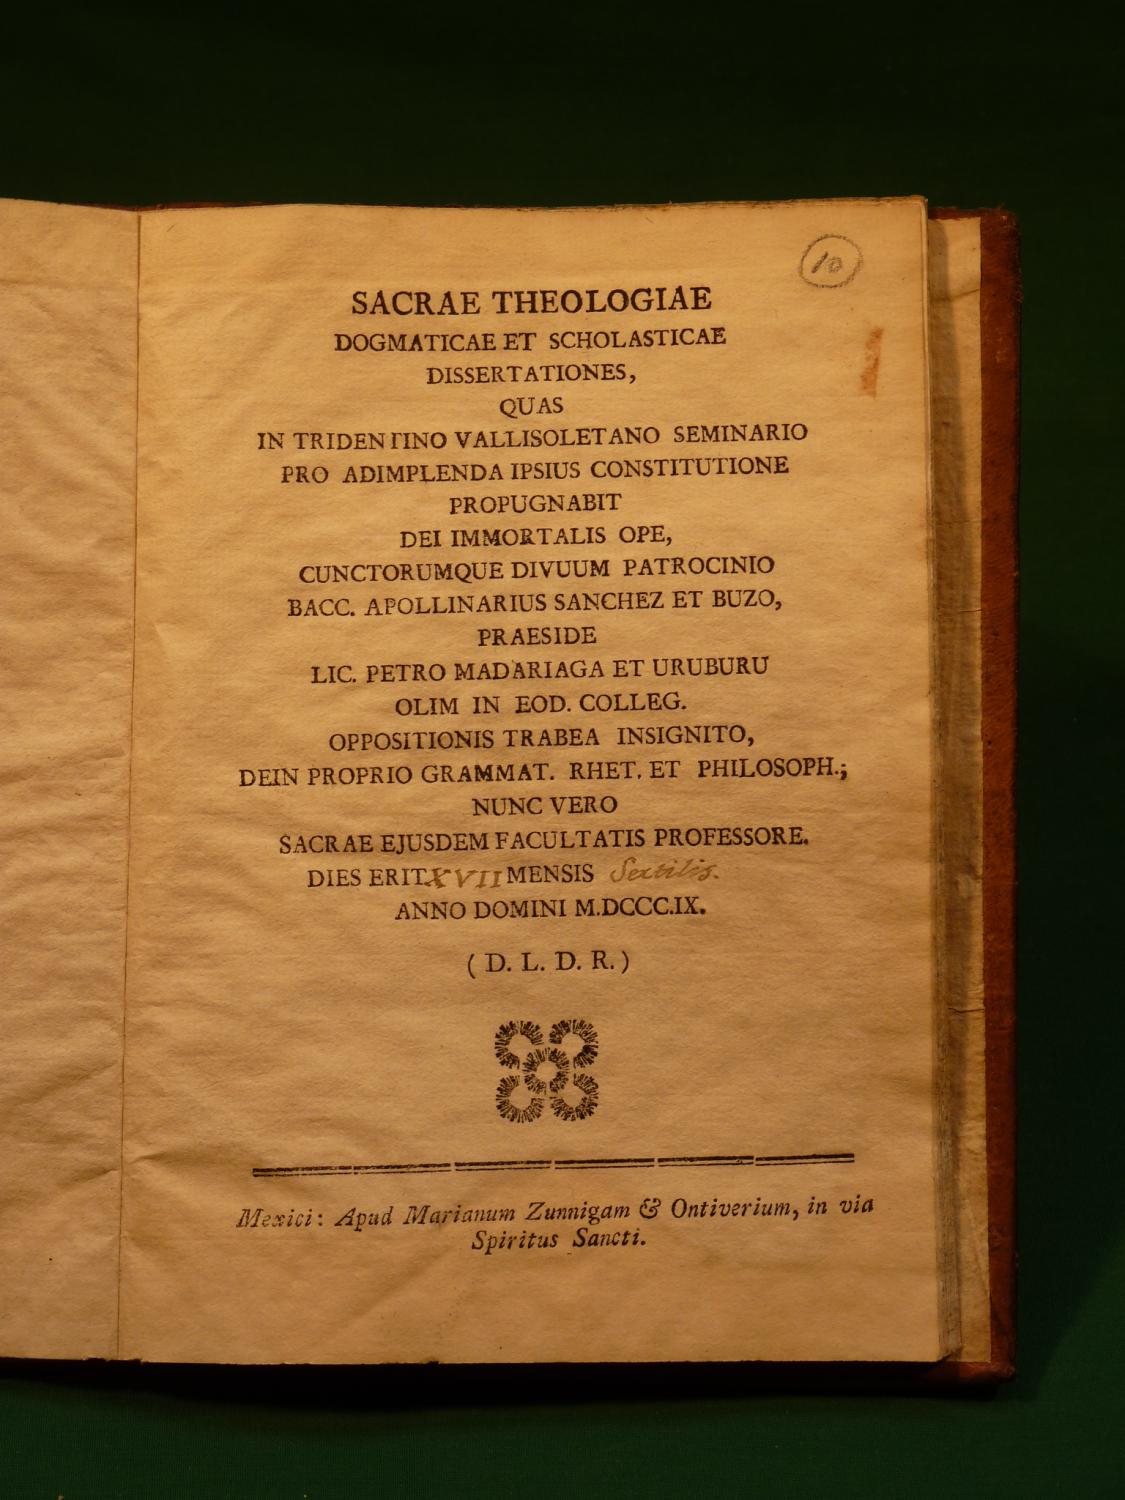 10
SACRAE THEOLOGIAE
DOGMATICAE ET SCHOLASTICAE
DISSERTATIONES,
QUAS
IN TRIDENTINO VALLISOLETANO SEMINARIO
PRO ADIMPLENDA IPSIUS CONSTITUTIONE
PROPUGNABIT
DEI IMMORTALIS OPE,
CUNCTORUMQUE DIVUUM PATROCINIO
BACC. APOLLINARIUS SANCHEZ ET BUZO,
PRAESIDE
LIC. PETRO MADARIAGA ET URUBURU
OLIM IN EOD. COLLEG.
OPPOSITIONIS TRABEA INSIGNITO,
DEIN PROPRIO GRAMMAT. RHET. ET PHILOSOPH.;
NUNC VERO
SACRAE EJUSDEM FACULTATIS PROFESSORE.
DIES ERIT XVII MENSIS Sextilis.
ANNO DOMINI M.DCCC.IX.
( D. L. D. R. )
Mexici: Apud Marianum Zunnigam & Ontiverium, in via
Spiritus Sancti.